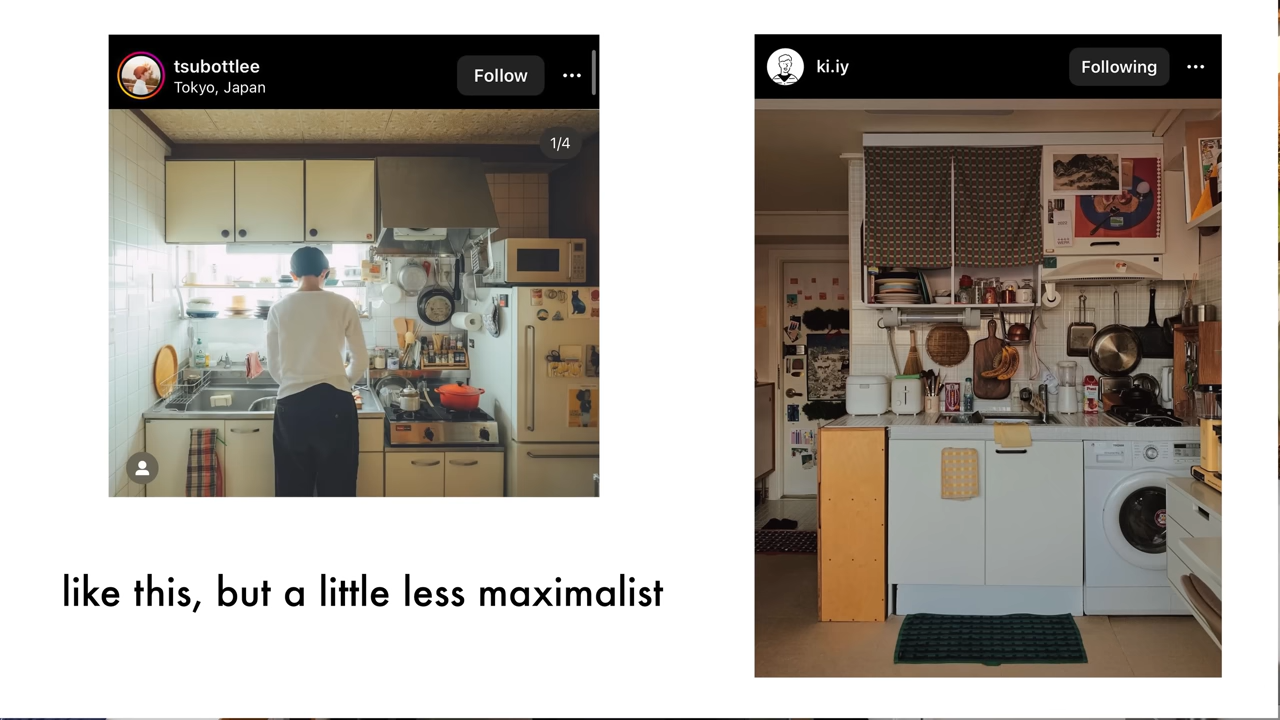 tsubottlee
Tokyo, Japan
Follow
1/4
ki.iy
Following
like this, but a little less maximalist